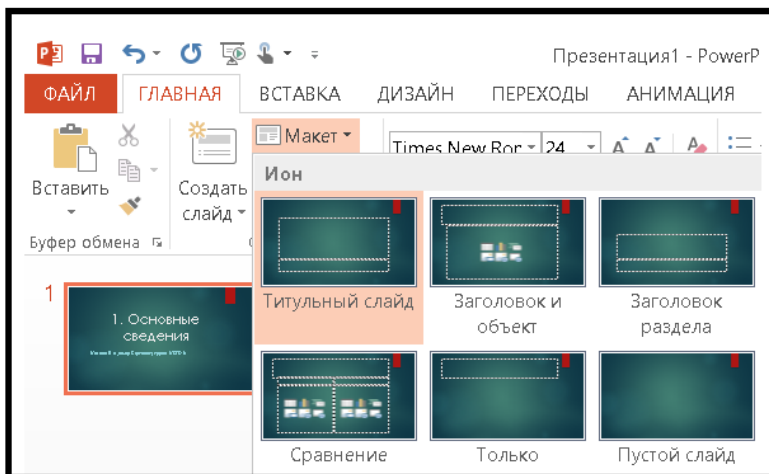 Презентация1 - PowerP
ФАЙЛ ГЛАВНАЯ ВСТАВКА ДИЗАЙН ПЕРЕХОДЫ АНИМАЦИЯ
Макет
Times New Ror 24
Вставить
Создать
слайд
Буфер обмена
Ион
Титульный слайд
Заголовок и
объект
Заголовок
раздела
Сравнение
Только
Пустой слайд
1
1. Основные
сведения